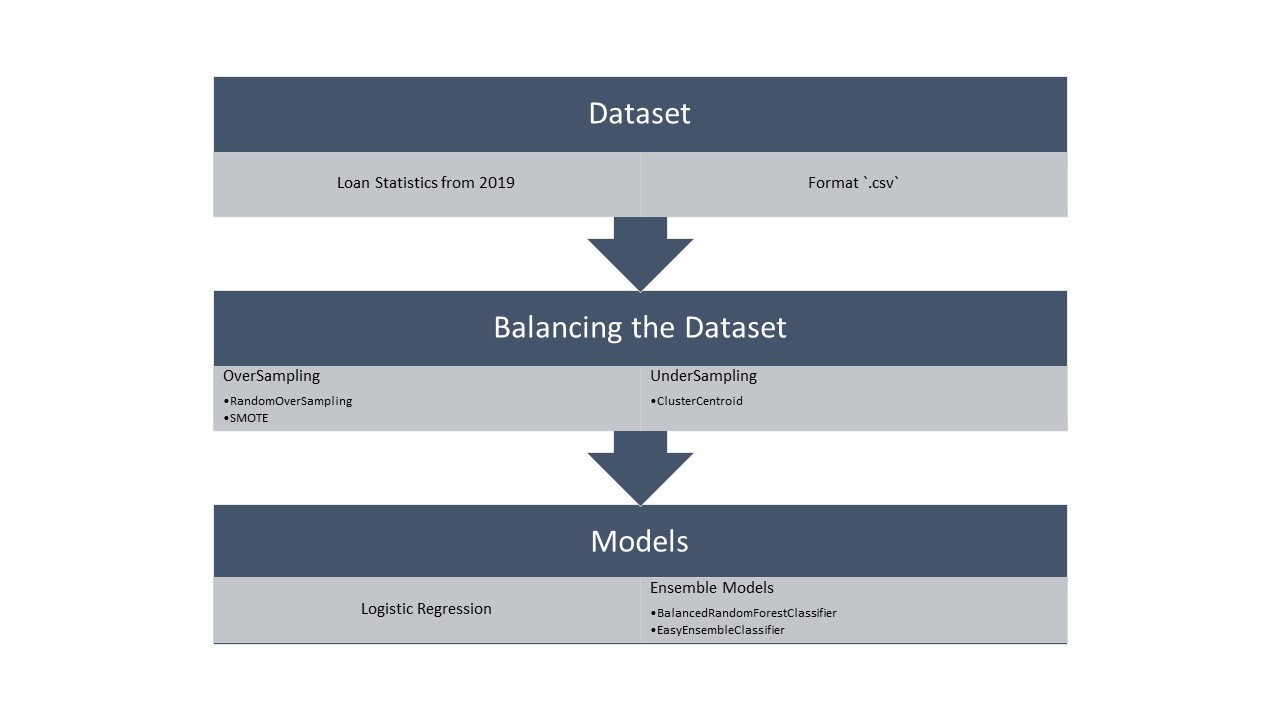 Dataset
Loan Statistics from 2019
Format `.csv`
Balancing the Dataset
OverSampling
•RandomOverSampling
•SMOTE
UnderSampling
•ClusterCentroid
Models
Logistic Regression
Ensemble Models
•BalancedRandomForestClassifier
•EasyEnsembleClassifier